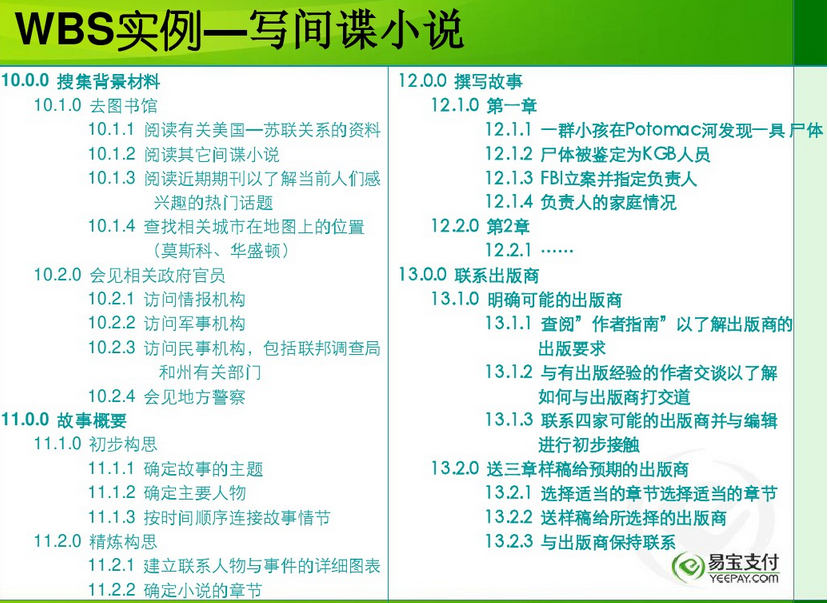 WBS实例—写间谍小说
10.0.0 搜集背景材料
10.1.0 去图书馆
10.1.1 阅读有关美国—苏联关系的资料
10.1.2 阅读其它间谍小说
10.1.3 阅读近期期刊以了解当前人们感
兴趣的热门话题
10.1.4 查找相关城市在地图上的位置
（莫斯科、华盛顿）
10.2.0 会见相关政府官员
10.2.1 访问情报机构
10.2.2 访问军事机构
10.2.3 访问民事机构，包括联邦调查局
和州有关部门
10.2.4 会见地方警察
11.0.0 故事概要
11.1.0 初步构思
11.1.1 确定故事的主题
11.1.2 确定主要人物
11.1.3 按时间顺序连接故事情节
11.2.0 精炼构思
11.2.1 建立联系人物与事件的详细图表
11.2.2 确定小说的章节
12.0.0 撰写故事
12.1.0 第一章
12.1.1 一群小孩在Potomac河发现一具 尸体
12.1.2 尸体被鉴定为KGB人员
12.1.3 FBI立案并指定负责人
12.1.4 负责人的家庭情况
12.2.0 第2章
12.2.1 ……
13.0.0 联系出版商
13.1.0 明确可能的出版商
13.1.1 查阅”作者指南”以了解出版商的
出版要求
13.1.2 与有出版经验的作者交谈以了解
如何与出版商打交道
13.1.3 联系四家可能的出版商并与编辑
进行初步接触
13.2.0 送三章样稿给预期的出版商
13.2.1 选择适当的章节选择适当的章节
13.2.2 送样稿给所选择的出版商
13.2.3 与出版商保持联系
易宝支付
YEEPAY.COM